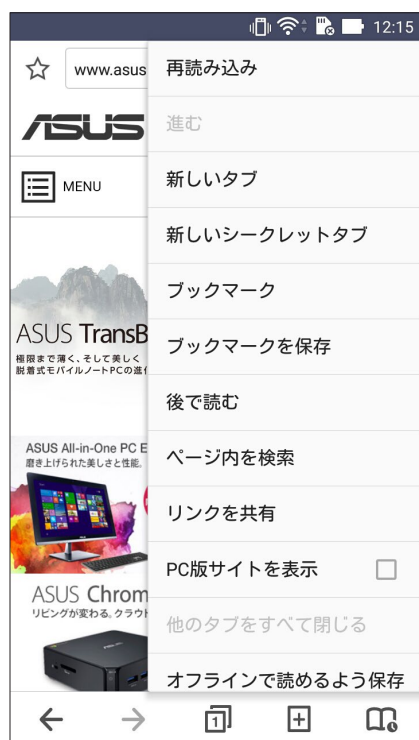 12:15
www.asus
再読み込み
ASUS
進む
MENU
新しいタブ
新しいシークレットタブ
ブックマーク
ASUS TransB
ブックマークを保存
極限まで薄く、そして美しく
脱着式モバイルノートPCの進化
後で読む
ASUS All-in-One PC E
磨き上げられた美しさと性能。
ページ内を検索
リンクを共有
PC版サイトを表示
ASUS Chrom
リビングが変わる。クラウド
他のタブをすべて閉じる
オフラインで読めるよう保存
1